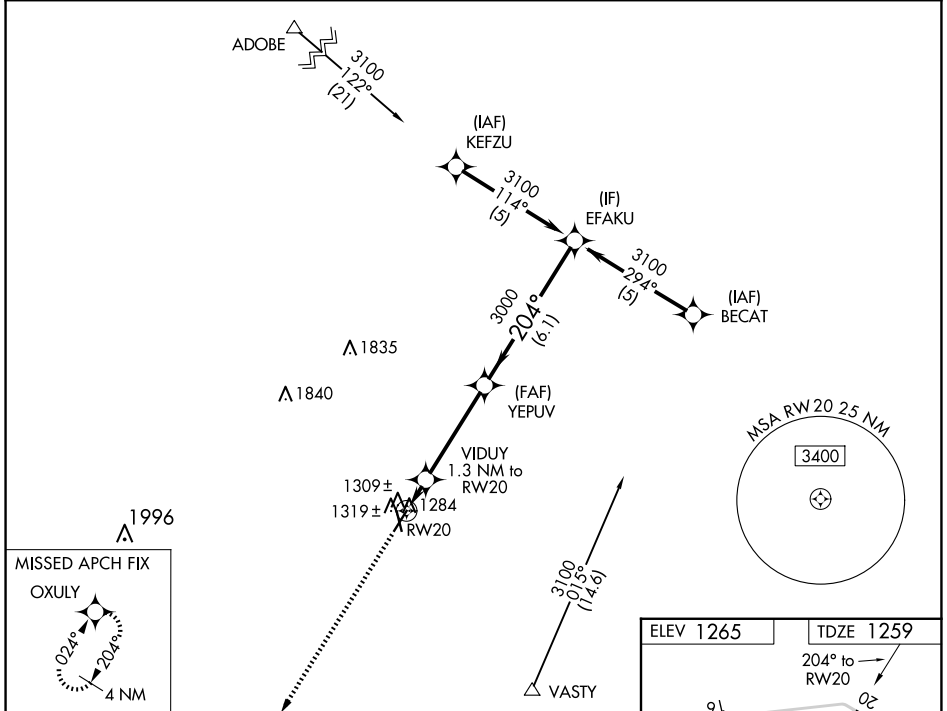 ADOBE
3100
122°
(21)
(IAF)
KEFZU
3100
114°
(5)
(IF)
EFAKU
3100
294°
(5)
(IAF)
BECAT
3000
204°
(6.1)
1835
1840
(FAF)
YEPUV
VIDUY
1.3 NM to
RW20
1309 ±
1319 ±
1284
RW20
MSA RW20 25 NM
3400
1996
MISSED APCH FIX
OXULY
024°
204°
4 NM
3100
015°
(14.6)
VASTY
ELEV 1265
TDZE 1259
204° to
RW20
20